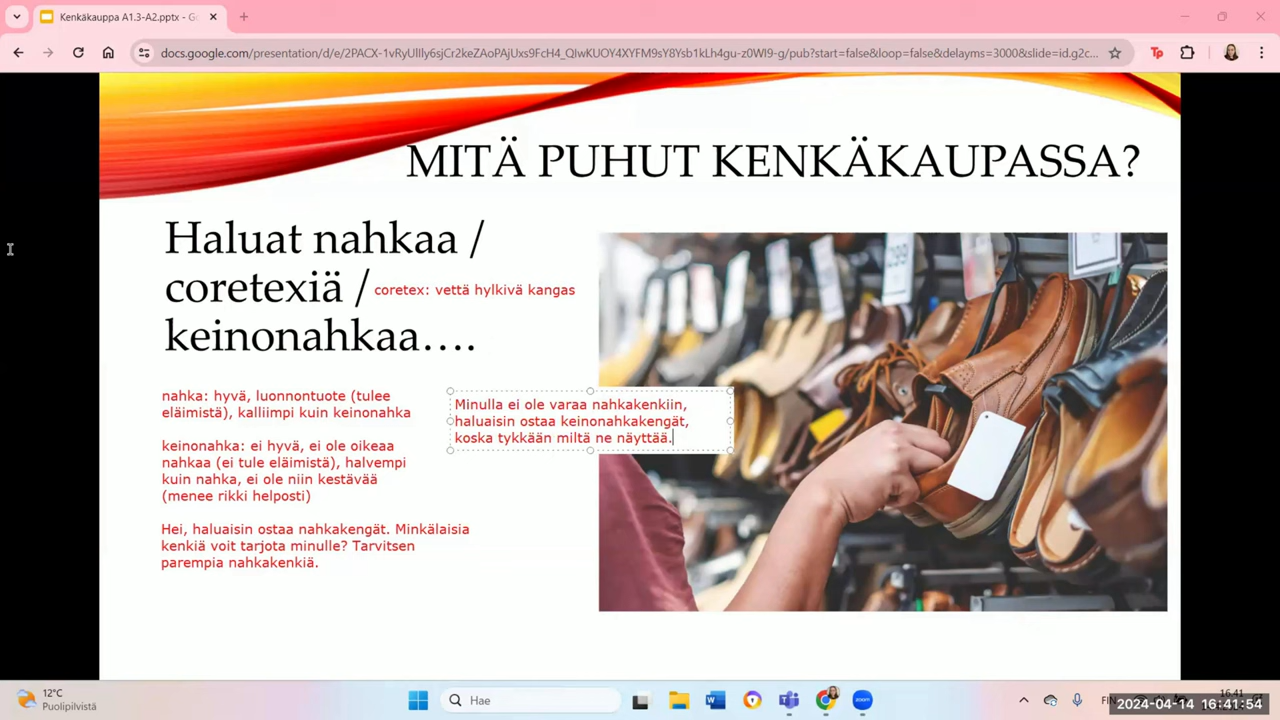 Kenkäkauppa A1.3-A2.pptx - G
docs.google.com/presentation/d/e/2PACX-1vRyUlIly6sjCr2keZAoPAjUxs9FcH4_QIwKUOY4XYFM9sY8Ysb1kLh4gu-z0WI9-g/pub?start=false&loop=false&delayms=3000&slide=id.g2c...
MITÄ PUHUT KENKÄKAUPASSA?
Haluat nahkaa /
coretexiä /
coretex: vettä hylkivä kangas
keinonahkaa….
nahka: hyvä, luonnontuote (tulee
eläimistä), kalliimpi kuin keinonahka
keinonahka: ei hyvä, ei ole oikeaa
nahkaa (ei tule eläimistä), halvempi
kuin nahka, ei ole niin kestävää
(menee rikki helposti)
Hei, haluaisin ostaa nahkakengät. Minkälaisia
kenkiä voit tarjota minulle? Tarvitsen
parempia nahkakenkiä.
Minulla ei ole varaa nahkakenkiin,
haluaisin ostaa keinonahkakengät,
koska tykkään miltä ne näyttää.
12°C
Puolipilvistä
Hae
FIN
16.41
2024-04-14 16:41:54